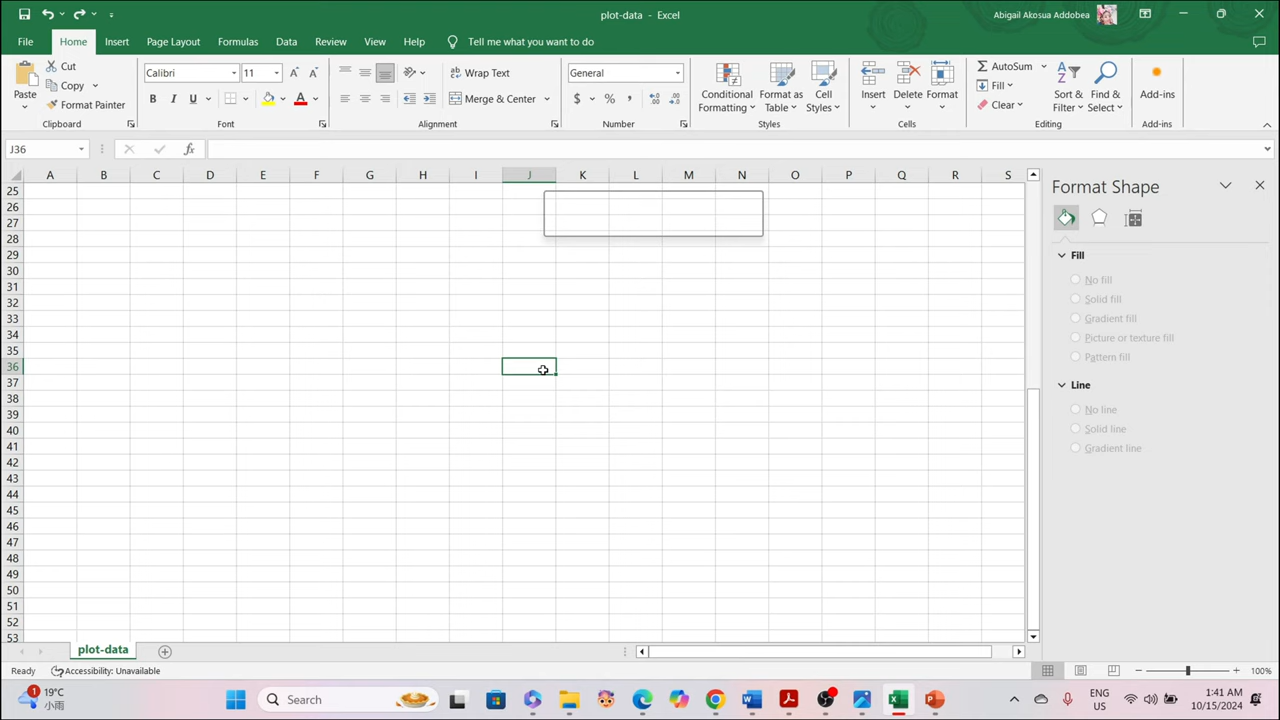 plot-data - Excel
Abigail Akosua Addobea
File Home Insert Page Layout Formulas Data Review View Help Tell me what you want to do
Paste
Cut
Copy
Format Painter
Clipboard
Calibri 11
B I U
Font
Wrap Text
Merge & Center
Alignment
General
$ % ,
Number
Conditional Formatting
Format as Table
Cell Styles
Styles
Insert Delete Format
Cells
AutoSum
Fill
Clear
Sort & Filter
Find & Select
Editing
Add-ins
Add-ins
J36
fx
A B C D E F G H I J K L M N O P Q R S
25
26
27
28
29
30
31
32
33
34
35
36
37
38
39
40
41
42
43
44
45
46
47
48
49
50
51
52
53
Format Shape
Fill
No fill
Solid fill
Gradient fill
Picture or texture fill
Pattern fill
Line
No line
Solid line
Gradient line
plot-data
Ready Accessibility: Unavailable
100%
1
19°C
小雨
Search
ENG
US
1:41 AM
10/15/2024